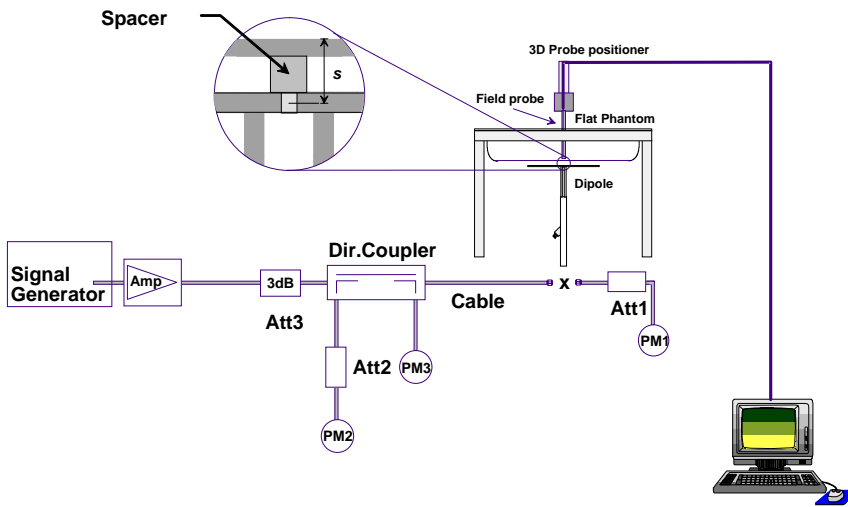 Spacer
s
3D Probe positioner
Field probe
Flat Phantom
Dipole
Dir.Coupler
Signal
Generator
Amp
3dB
Cable
x
Att1
Att3
PM1
Att2
PM3
PM2